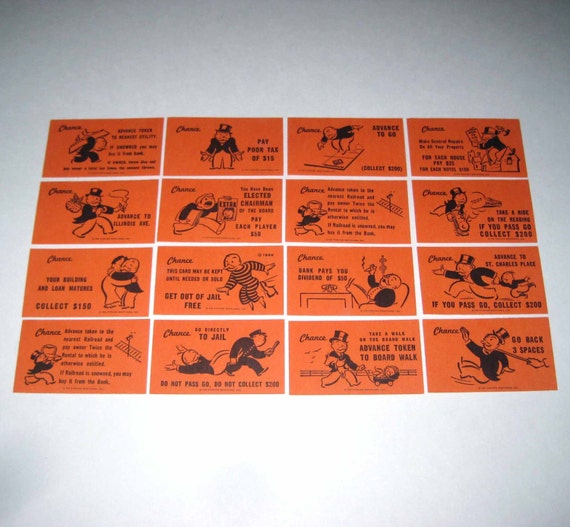 Chance
ADVANCE TOKEN
TO NEAREST UTILITY.
IF UNOWNED you may
buy it from the Bank.
IF OWNED, throw dice and
Chance
PAY
POOR TAX
OF $15
Chance
ADVANCE
TO GO
(COLLECT $200)
Chance
Make General Repairs
On All Your Property
FOR EACH HOUSE
PAY $25
FOR EACH HOTEL $100
Chance
ADVANCE TO
ILLINOIS AVE.
Chance
You Have Been
ELECTED
CHAIRMAN
OF THE BOARD
PAY
EACH PLAYER
$50
EXTRA
Chance
Advance token to the
nearest Railroad and
pay owner Twice the
Rental to which he is
otherwise entitled.
If Railroad is unowned, you may
buy it from the Bank.
Chance
TAKE A RIDE
ON THE READING
IF YOU PASS GO
COLLECT $200
Chance
YOUR BUILDING
AND LOAN MATURES
COLLECT $150
Chance
THIS CARD MAY BE KEPT
UNTIL NEEDED OR SOLD
GET OUT OF JAIL
FREE
Chance
BANK PAYS YOU
DIVIDEND OF $50
Chance
ADVANCE TO
ST. CHARLES PLACE
IF YOU PASS GO, COLLECT $200
Chance
Advance token to the
nearest Railroad and
pay owner Twice the
Rental to which he is
otherwise entitled.
If Railroad is unowned, you may
buy it from the Bank.
Chance
GO DIRECTLY
TO JAIL
DO NOT PASS GO, DO NOT COLLECT $200
Chance
TAKE A WALK
ON THE BOARD WALK
ADVANCE TOKEN
TO BOARD WALK
Chance
GO BACK
3 SPACES